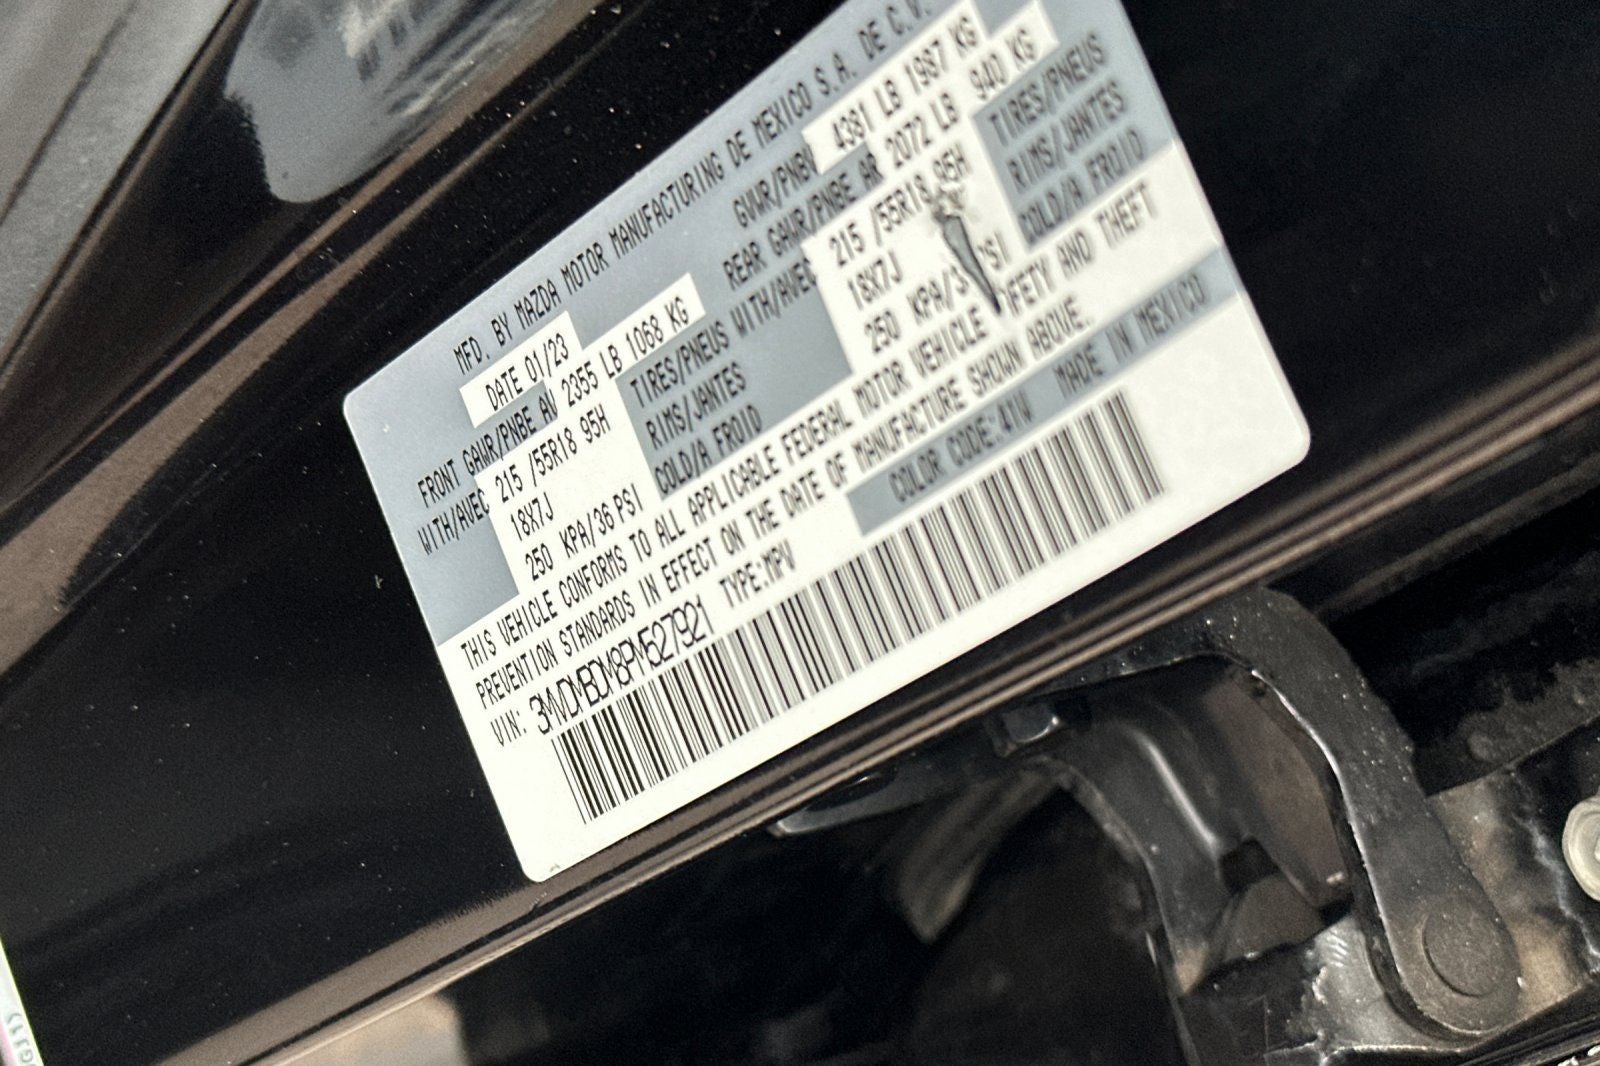 MFD. BY MAZDA MOTOR MANUFACTURING DE MEXICO S.A. DE C.V.
DATE 01/23 GVWR/PNBV 4381 LB 1987 KG
FRONT GAWR/PNBE AV 2355 LB 1068 KG REAR GAWR/PNBE AR 2072 LB 940 KG
WITH/AVEC 215 /55R18 95H TIRES/PNEUS WITH/AVEC 215 /55R18 95H TIRES/PNEUS
18X7J RIMS/JANTES 18X7J RIMS/JANTES
250 KPA/36 PSI COLD/A FROID 250 KPA/3 PSI COLD/A FROID
THIS VEHICLE CONFORMS TO ALL APPLICABLE FEDERAL MOTOR VEHICLE SAFETY AND THEFT
PREVENTION STANDARDS IN EFFECT ON THE DATE OF MANUFACTURE SHOWN ABOVE.
VIN: 3MVDMBDM8PM527921 TYPE:MPV COLOR CODE:41W MADE IN MEXICO